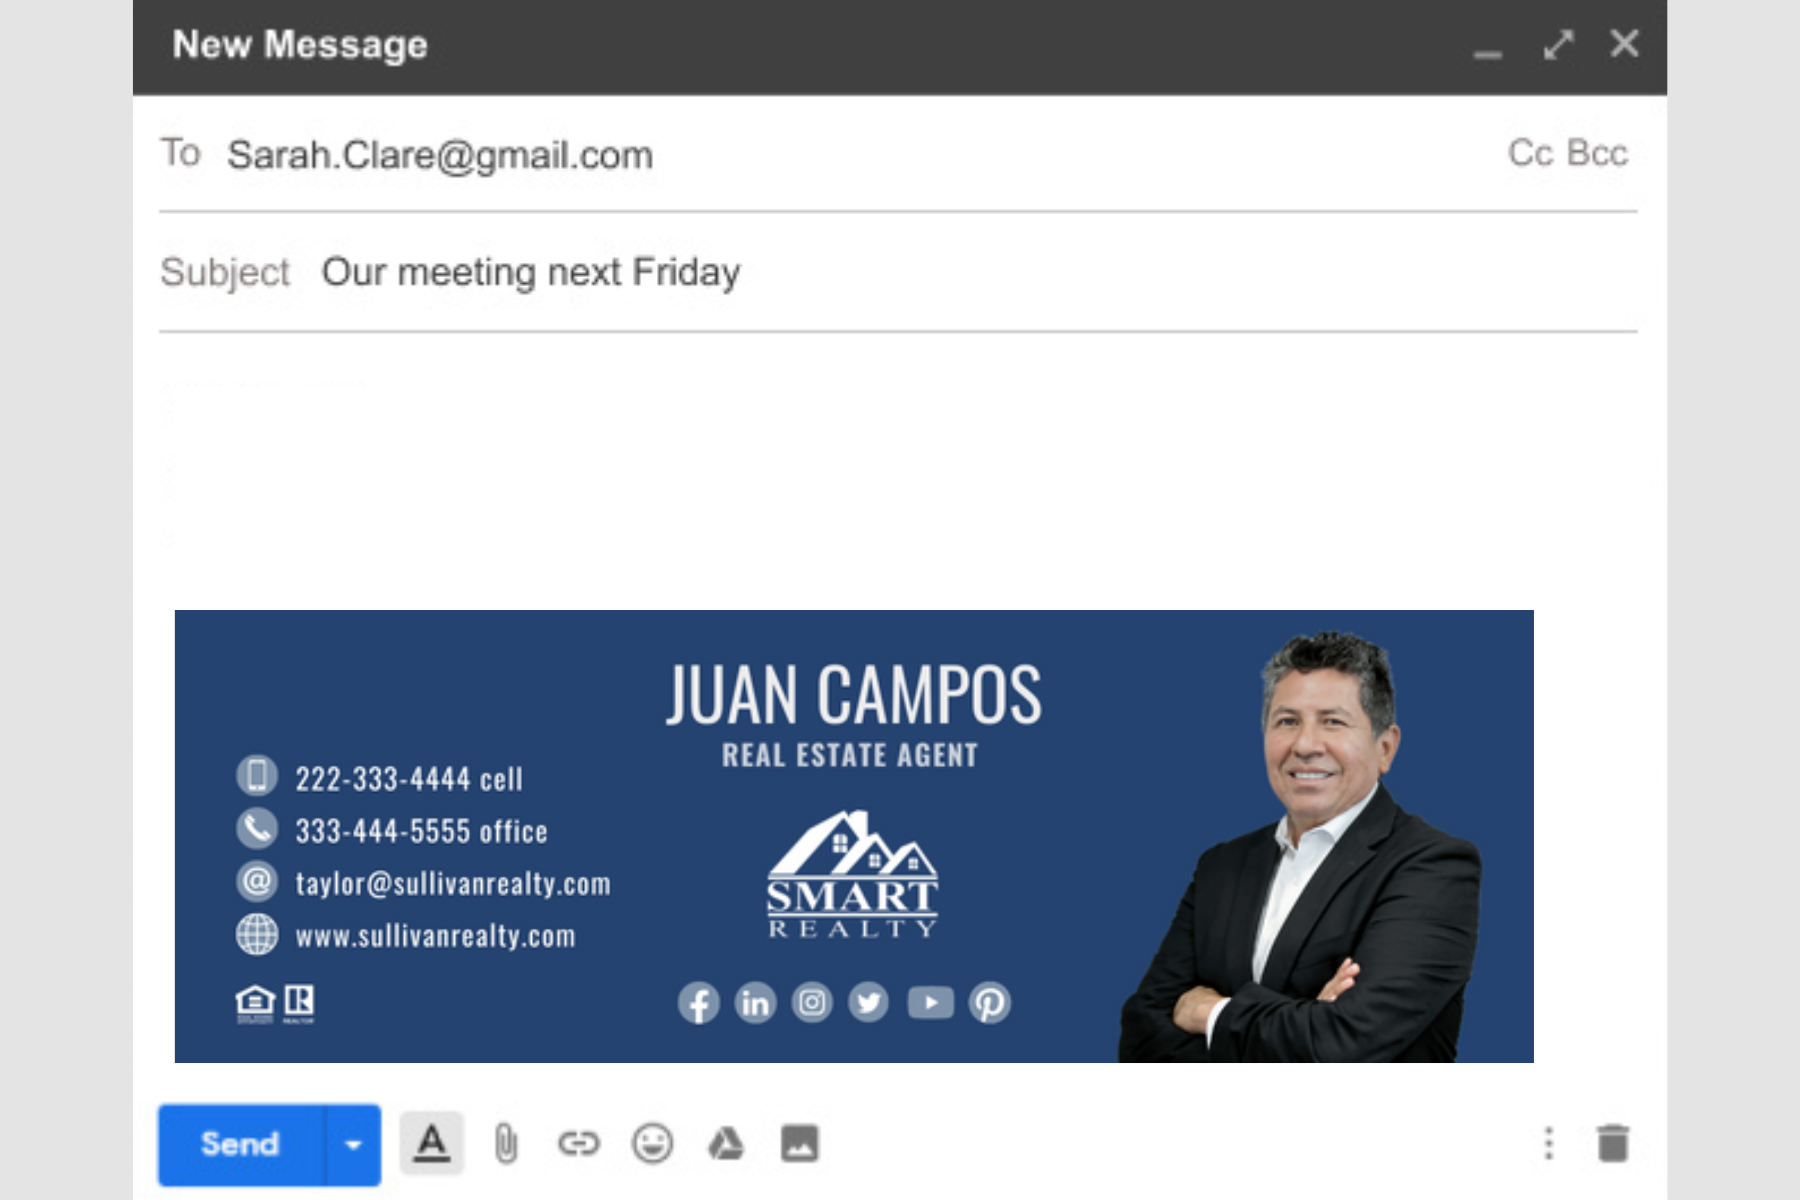 New Message
To Sarah.Clare@gmail.com Cc Bcc
Subject Our meeting next Friday
JUAN CAMPOS
REAL ESTATE AGENT
222-333-4444 cell
333-444-5555 office
taylor@sullivanrealty.com
www.sullivanrealty.com
SMART
REALTY
REALTOR
Send